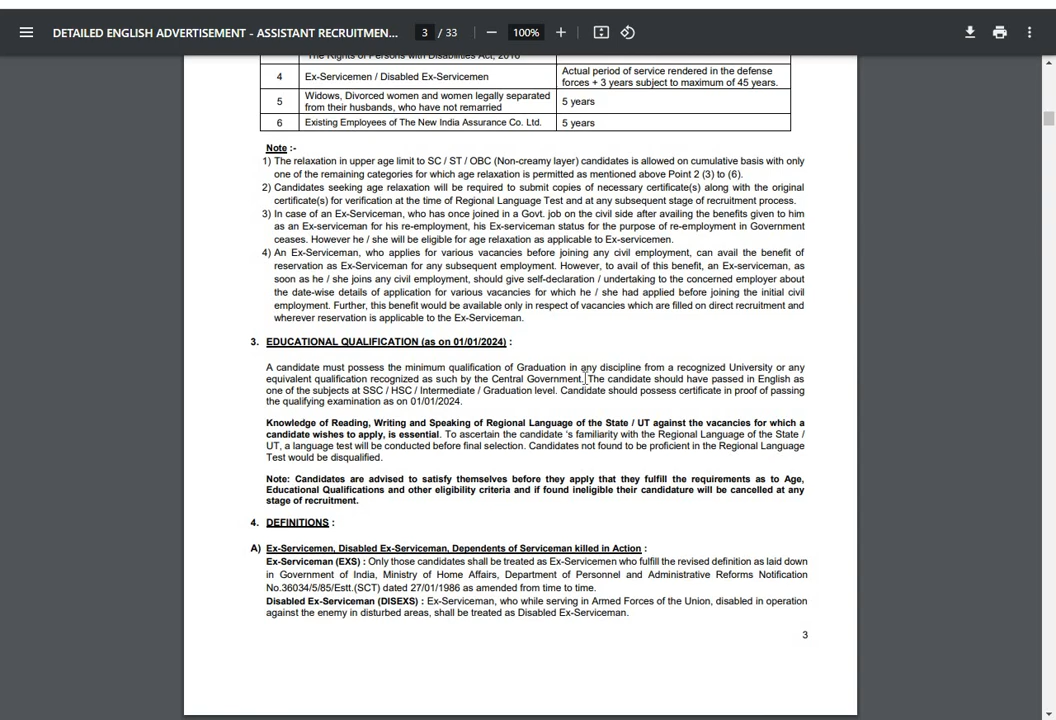 DETAILED ENGLISH ADVERTISEMENT - ASSISTANT RECRUITMEN...
3 / 33
100%
The Rights of Persons with Disabilities Act, 2016
4 Ex-Servicemen / Disabled Ex-Servicemen Actual period of service rendered in the defense
forces + 3 years subject to maximum of 45 years.
5 Widows, Divorced women and women legally separated
from their husbands, who have not remarried 5 years
6 Existing Employees of The New India Assurance Co. Ltd. 5 years
Note :-
1) The relaxation in upper age limit to SC / ST / OBC (Non-creamy layer) candidates is allowed on cumulative basis with only
one of the remaining categories for which age relaxation is permitted as mentioned above Point 2 (3) to (6).
2) Candidates seeking age relaxation will be required to submit copies of necessary certificate(s) along with the original
certificate(s) for verification at the time of Regional Language Test and at any subsequent stage of recruitment process.
3) In case of an Ex-Serviceman, who has once joined in a Govt. job on the civil side after availing the benefits given to him
as an Ex-serviceman for his re-employment, his Ex-serviceman status for the purpose of re-employment in Government
ceases. However he / she will be eligible for age relaxation as applicable to Ex-servicemen.
4) An Ex-Serviceman, who applies for various vacancies before joining any civil employment, can avail the benefit of
reservation as Ex-Serviceman for any subsequent employment. However, to avail of this benefit, an Ex-serviceman, as
soon as he / she joins any civil employment, should give self-declaration / undertaking to the concerned employer about
the date-wise details of application for various vacancies for which he / she had applied before joining the initial civil
employment. Further, this benefit would be available only in respect of vacancies which are filled on direct recruitment and
wherever reservation is applicable to the Ex-Serviceman.
3. EDUCATIONAL QUALIFICATION (as on 01/01/2024) :
A candidate must possess the minimum qualification of Graduation in any discipline from a recognized University or any
equivalent qualification recognized as such by the Central Government. The candidate should have passed in English as
one of the subjects at SSC / HSC / Intermediate / Graduation level. Candidate should possess certificate in proof of passing
the qualifying examination as on 01/01/2024.
Knowledge of Reading, Writing and Speaking of Regional Language of the State / UT against the vacancies for which a
candidate wishes to apply, is essential. To ascertain the candidate 's familiarity with the Regional Language of the State /
UT, a language test will be conducted before final selection. Candidates not found to be proficient in the Regional Language
Test would be disqualified.
Note: Candidates are advised to satisfy themselves before they apply that they fulfill the requirements as to Age,
Educational Qualifications and other eligibility criteria and if found ineligible their candidature will be cancelled at any
stage of recruitment.
4. DEFINITIONS :
A) Ex-Servicemen, Disabled Ex-Serviceman, Dependents of Serviceman killed in Action :
Ex-Serviceman (EXS) : Only those candidates shall be treated as Ex-Servicemen who fulfill the revised definition as laid down
in Government of India, Ministry of Home Affairs, Department of Personnel and Administrative Reforms Notification
No.36034/5/85/Estt.(SCT) dated 27/01/1986 as amended from time to time.
Disabled Ex-Serviceman (DISEXS) : Ex-Serviceman, who while serving in Armed Forces of the Union, disabled in operation
against the enemy in disturbed areas, shall be treated as Disabled Ex-Serviceman.
3